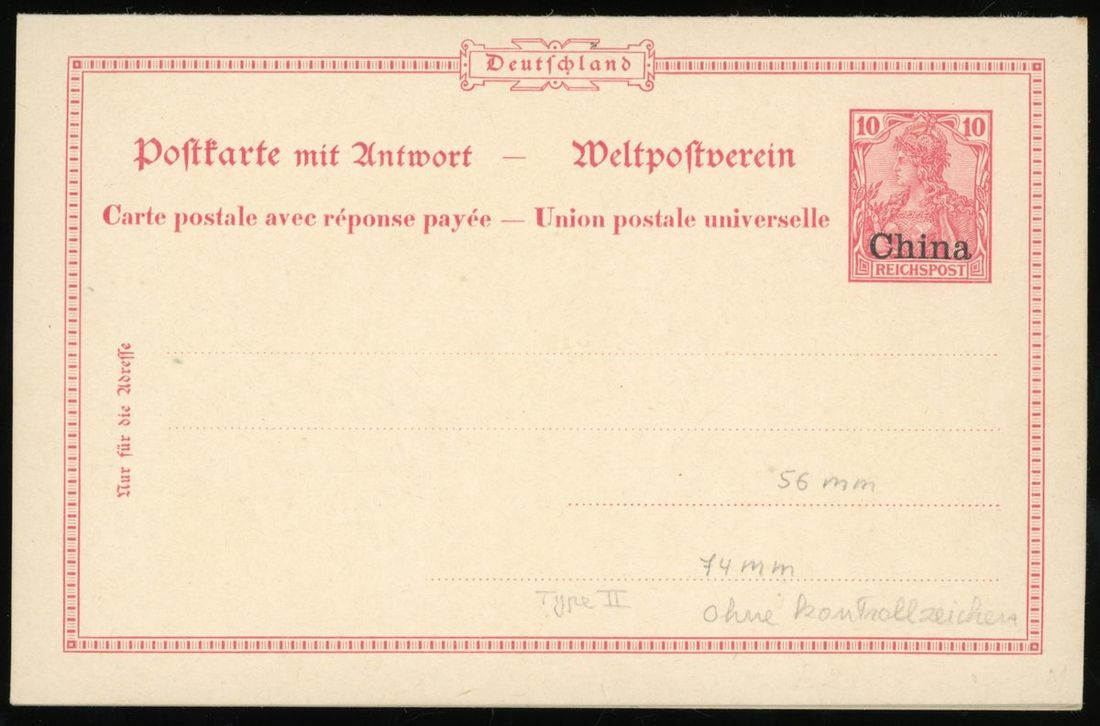 Deutschland
Postkarte mit Antwort — Weltpostverein
Carte postale avec réponse payée — Union postale universelle
10 10
China
REICHSPOST
Nur für die Adresse
56 mm
74 mm
Type II
ohne Kontrollzeichen